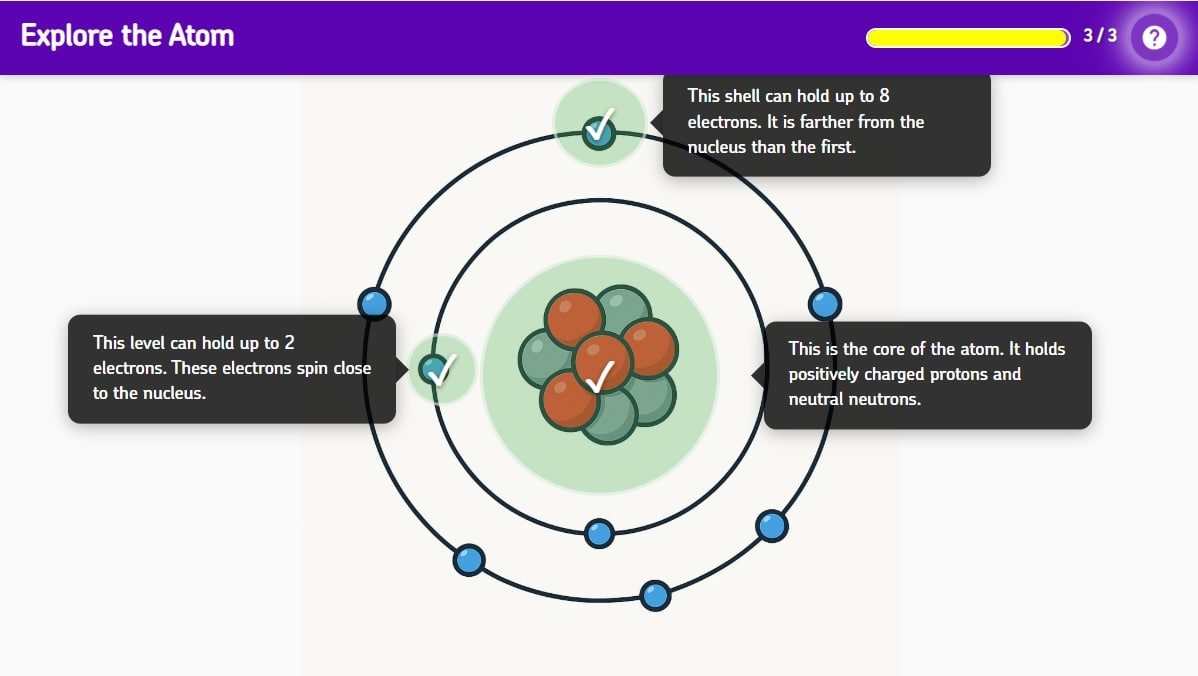 Explore the Atom
3 / 3
?
This shell can hold up to 8
electrons. It is farther from the
nucleus than the first.
This level can hold up to 2
electrons. These electrons spin close
to the nucleus.
This is the core of the atom. It holds
positively charged protons and
neutral neutrons.